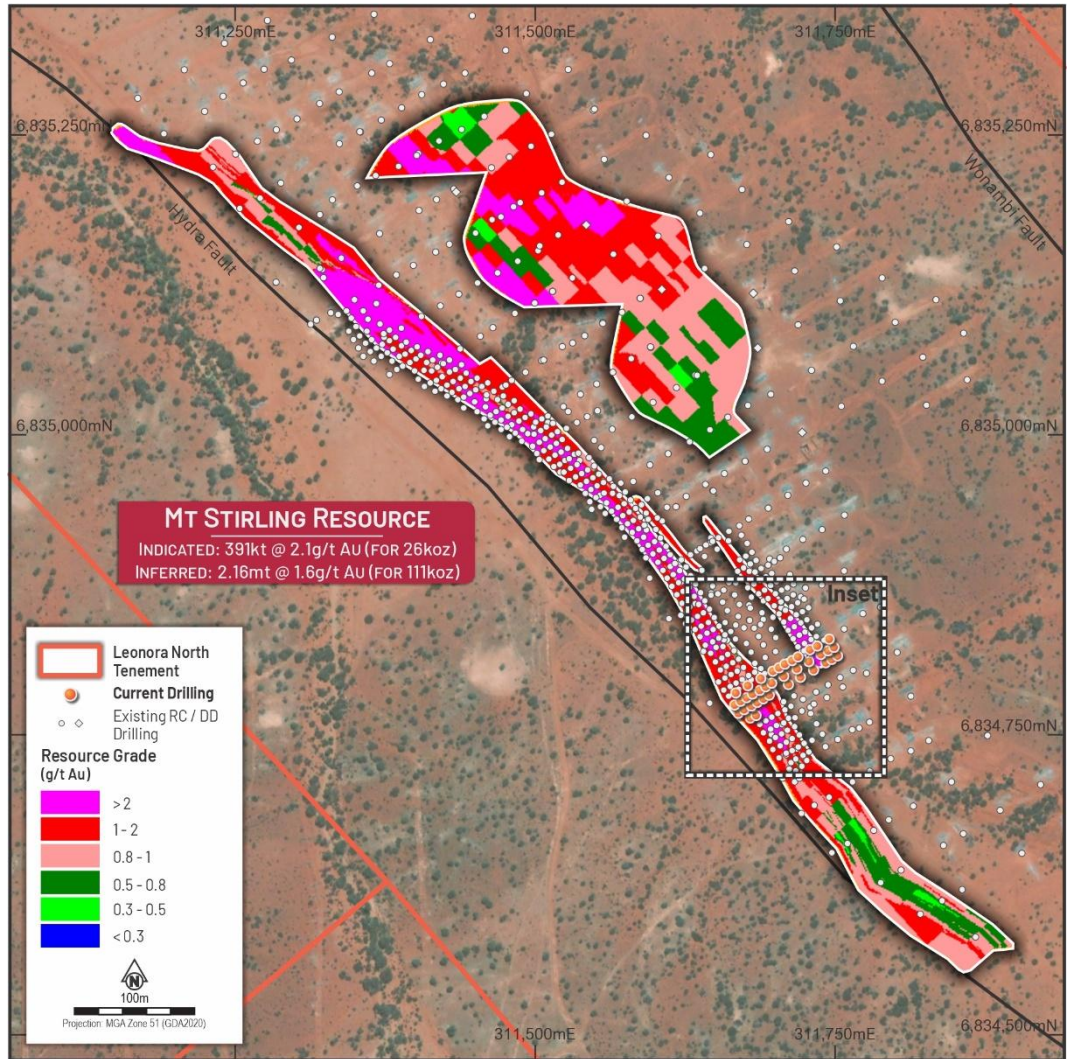 311,250mE
311,500mE
311,750mE
6,835,250mN
6,835,250mN
Wonambi Fault
Hydra Fault
6,835,000mN
6,835,000mN
MT STIRLING RESOURCE
INDICATED: 391kt @ 2.1g/t Au (FOR 26koz)
INFERRED: 2.16mt @ 1.6g/t Au (FOR 111koz)
Inset
Leonora North
Tenement
Current Drilling
Existing RC / DD
Drilling
6,834,750mN
Resource Grade
(g/t Au)
>2
1 - 2
0.8 - 1
0.5 - 0.8
0.3 - 0.5
<0.3
N
100m
Projection: MGA Zone 51 (GDA2020)
311,500mE
311,750mE
6,834,500mN